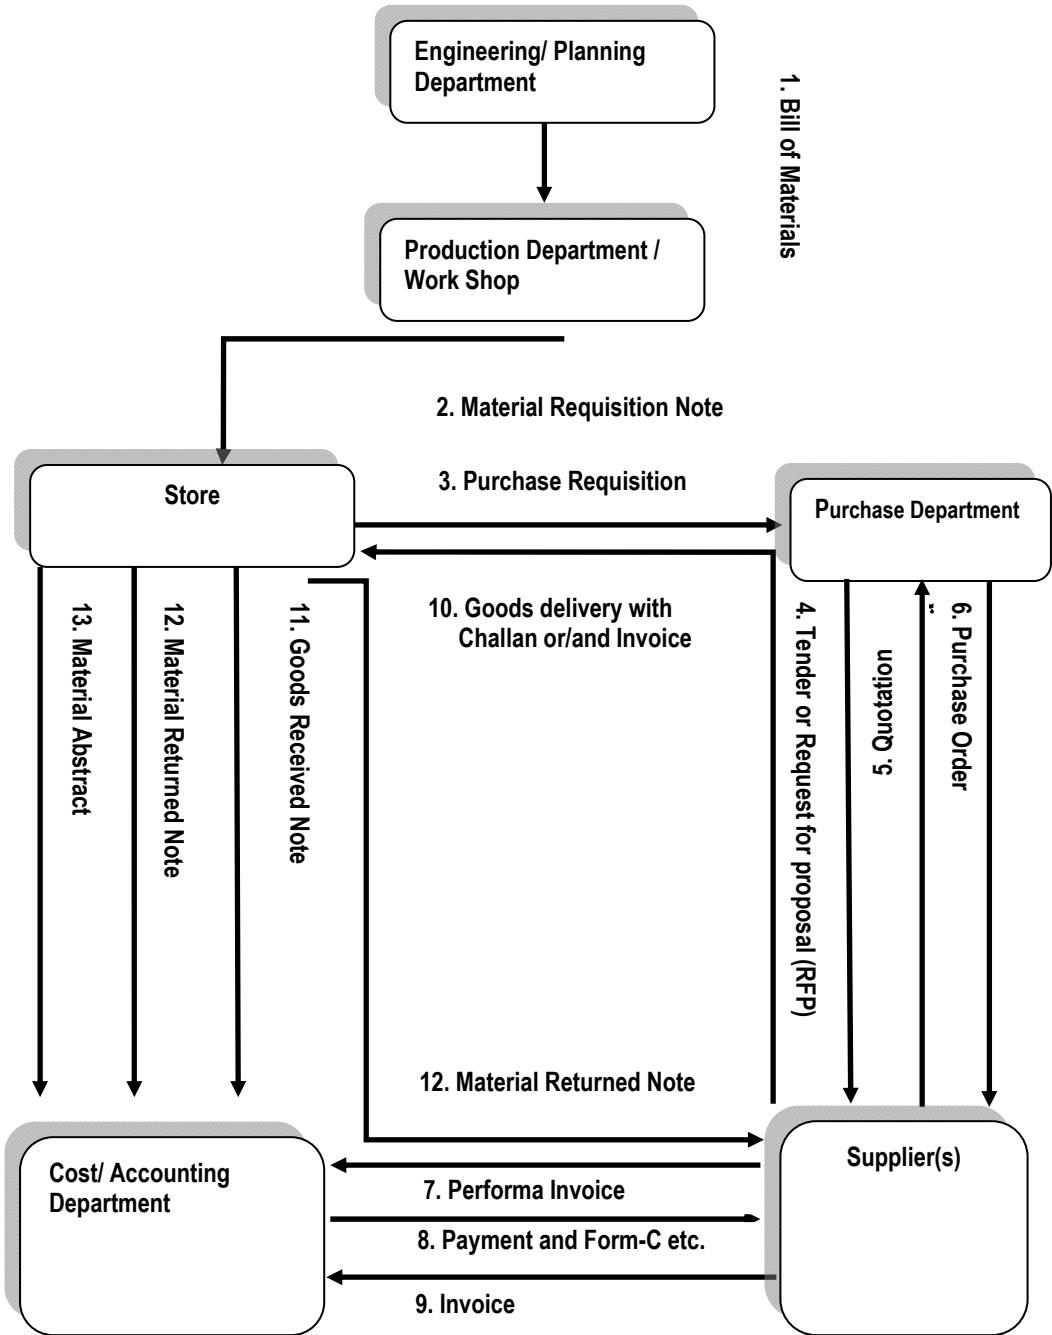 Engineering/ Planning
Department
1. Bill of Materials
Production Department /
Work Shop
2. Material Requisition Note
Store
3. Purchase Requisition
Purchase Department
13. Material Abstract
12. Material Returned Note
11. Goods Received Note
10. Goods delivery with
Challan or/and Invoice
4. Tender or Request for proposal (RFP)
5. Quotation
6. Purchase Order
12. Material Returned Note
Cost/ Accounting
Department
Supplier(s)
7. Performa Invoice
8. Payment and Form-C etc.
9. Invoice